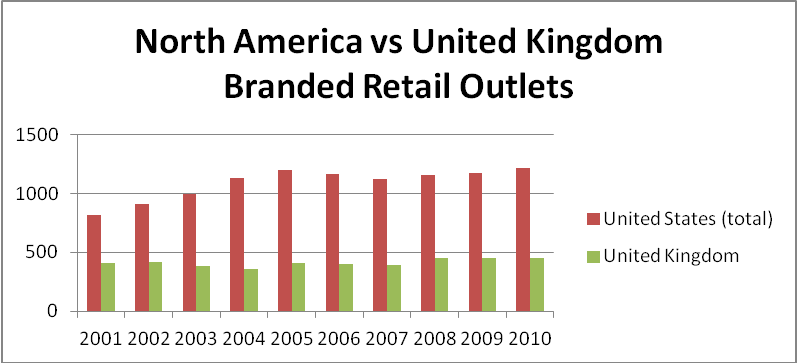 North America vs United Kingdom
Branded Retail Outlets
1500
1000
500
0
2001 2002 2003 2004 2005 2006 2007 2008 2009 2010
United States (total)
United Kingdom